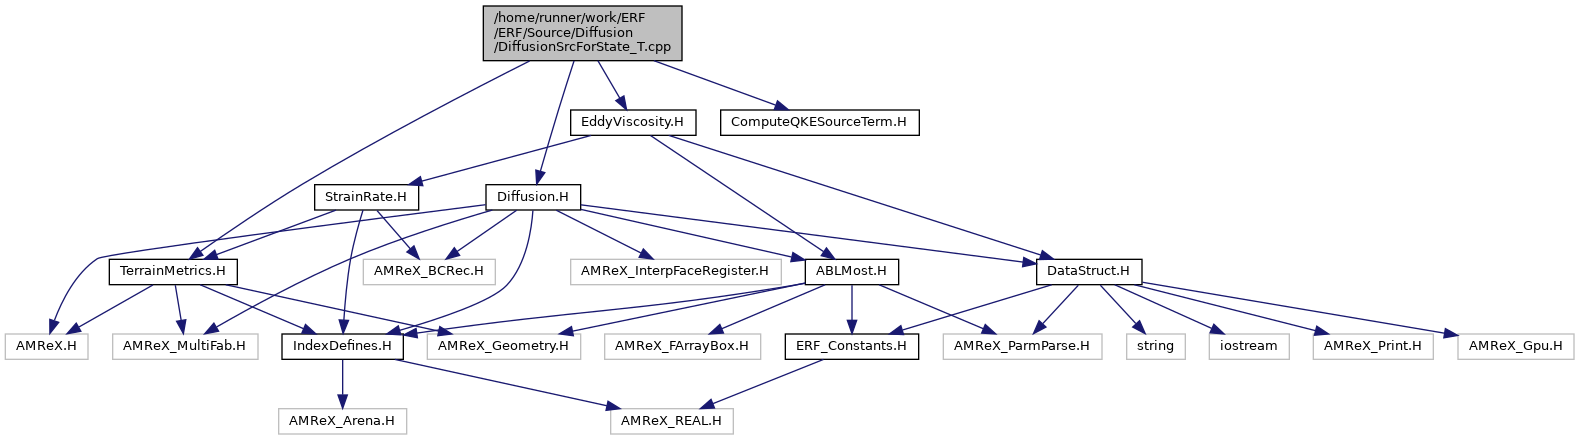 /home/runner/work/ERF
/ERF/Source/Diffusion
/DiffusionSrcForState_T.cpp
EddyViscosity.H
ComputeQKESourceTerm.H
StrainRate.H
Diffusion.H
TerrainMetrics.H
AMReX_BCRec.H
AMReX_InterpFaceRegister.H
ABLMost.H
DataStruct.H
AMReX.H
AMReX_MultiFab.H
IndexDefines.H
AMReX_Geometry.H
AMReX_FArrayBox.H
ERF_Constants.H
AMReX_ParmParse.H
string
iostream
AMReX_Print.H
AMReX_Gpu.H
AMReX_Arena.H
AMReX_REAL.H